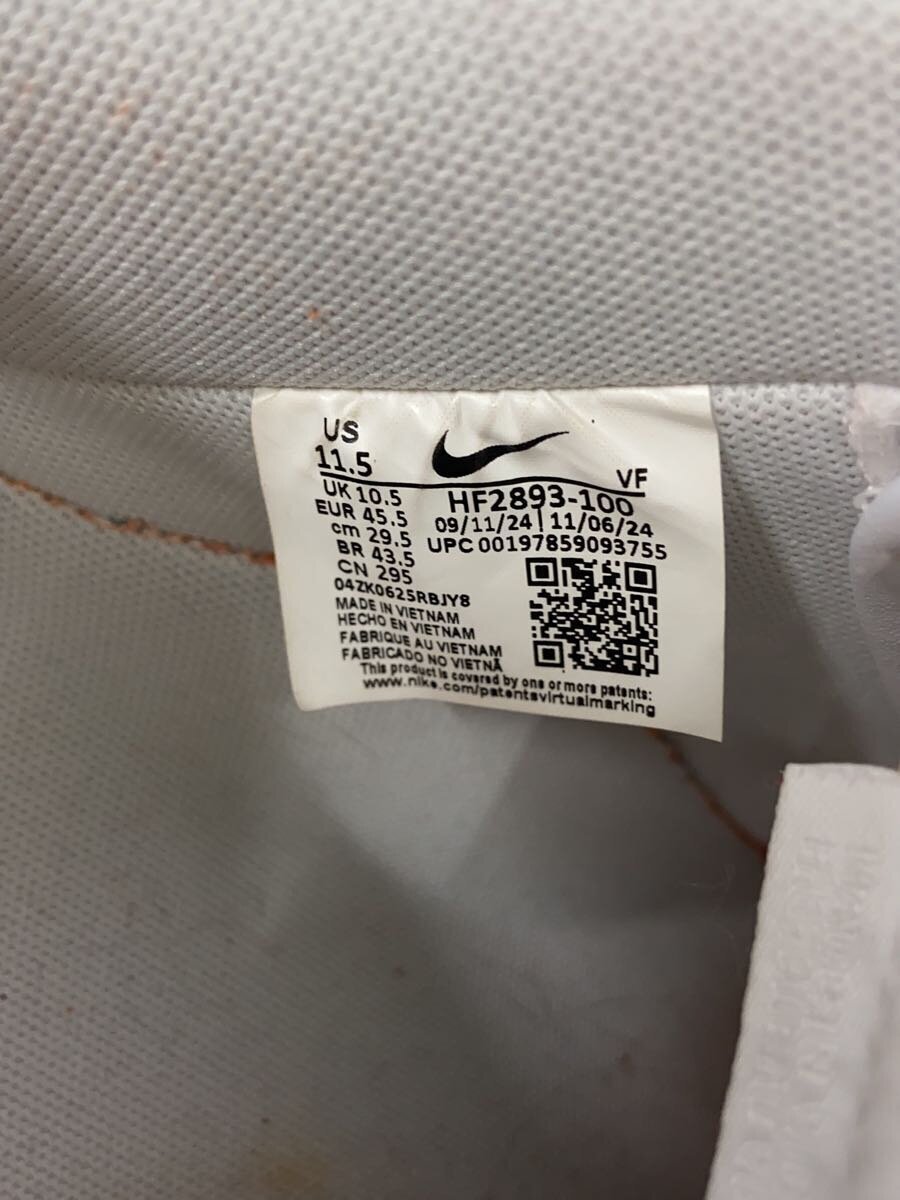 US
11.5
UK 10.5
EUR 45.5
cm 29.5
BR 43.5
CN 295
VF
HF2893-100
09/11/24 | 11/06/24
UPC 00197859093755
04ZK0625RBJY8
MADE IN VIETNAM
HECHO EN VIETNAM
FABRIQUE AU VIETNAM
FABRICADO NO VIETNÃ
This product is covered by one or more patents:
www.nike.com/patentsvirtualmarking